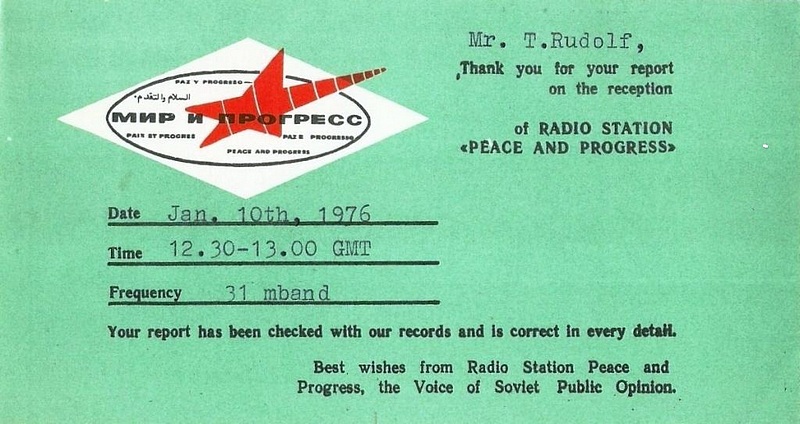 Mr. T.Rudolf,
Thank you for your report
on the reception
of RADIO STATION
«PEACE AND PROGRESS»
PAZ Y PROGRESO
السلام والتقدم
МИР И ПРОГРЕСС
PAIX ET PROGRES
PAZ E PROGRESSO
PEACE AND PROGRESS
Date Jan. 10th, 1976
Time 12.30-13.00 GMT
Frequency 31 mband
Your report has been checked with our records and is correct in every detail.
Best wishes from Radio Station Peace and
Progress, the Voice of Soviet Public Opinion.